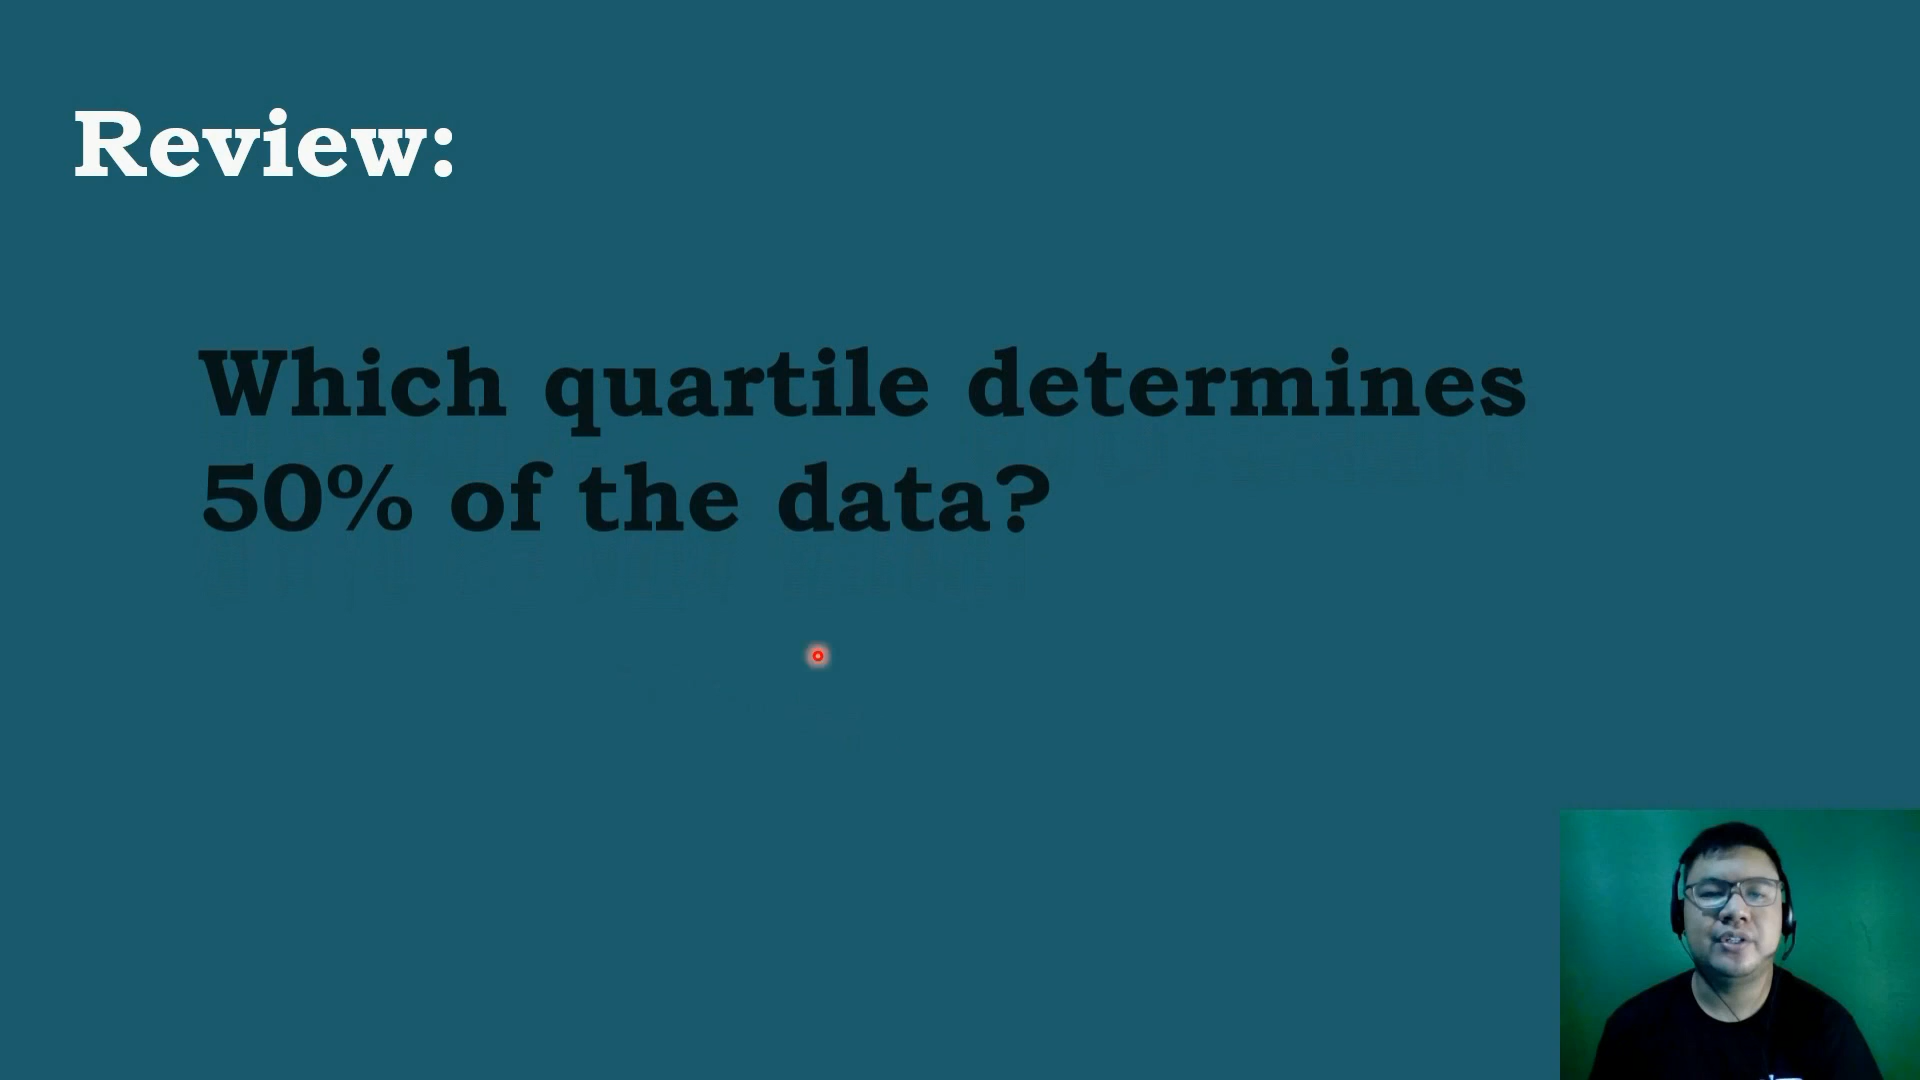 Review:
Which quartile determines
50% of the data?